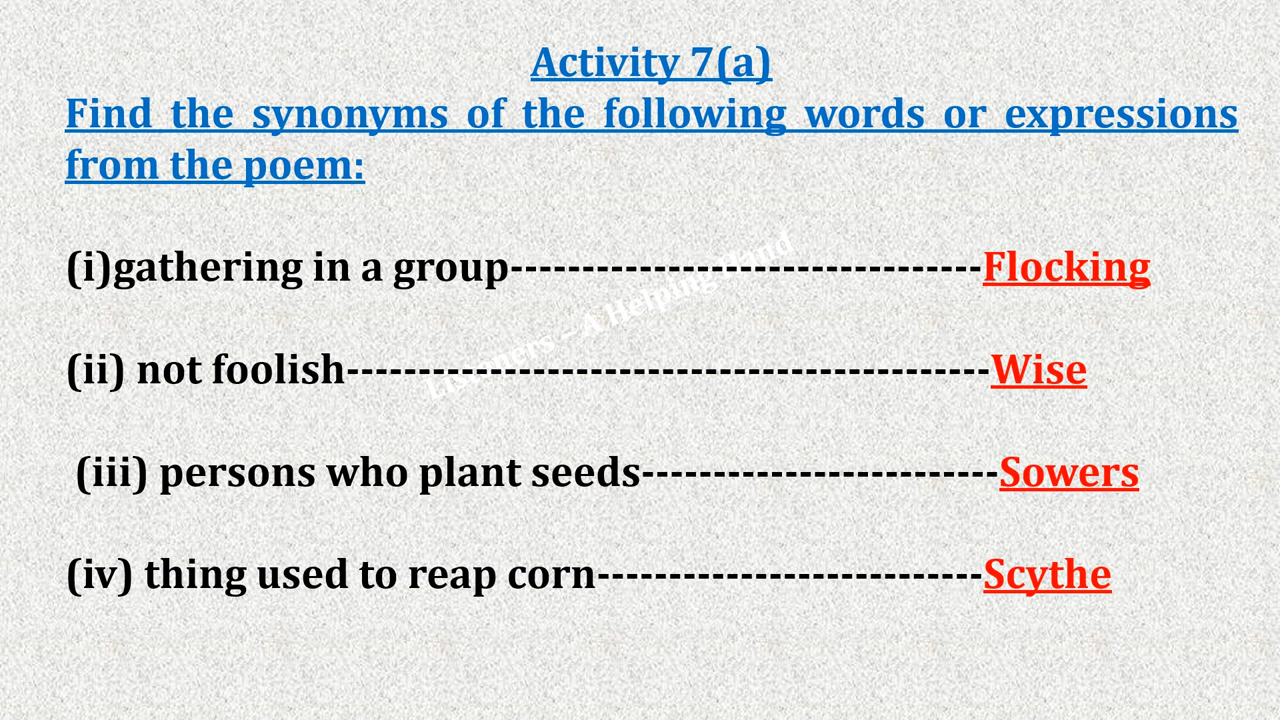 Activity 7(a)
Find the synonyms of the following words or expressions
from the poem:
(i)gathering in a group---------------------------------Flocking
(ii) not foolish---------------------------------------------Wise
(iii) persons who plant seeds-------------------------Sowers
(iv) thing used to reap corn---------------------------Scythe